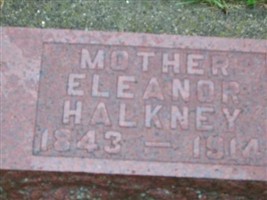 MOTHER
ELEANOR
HALKNEY
1843 — 1914